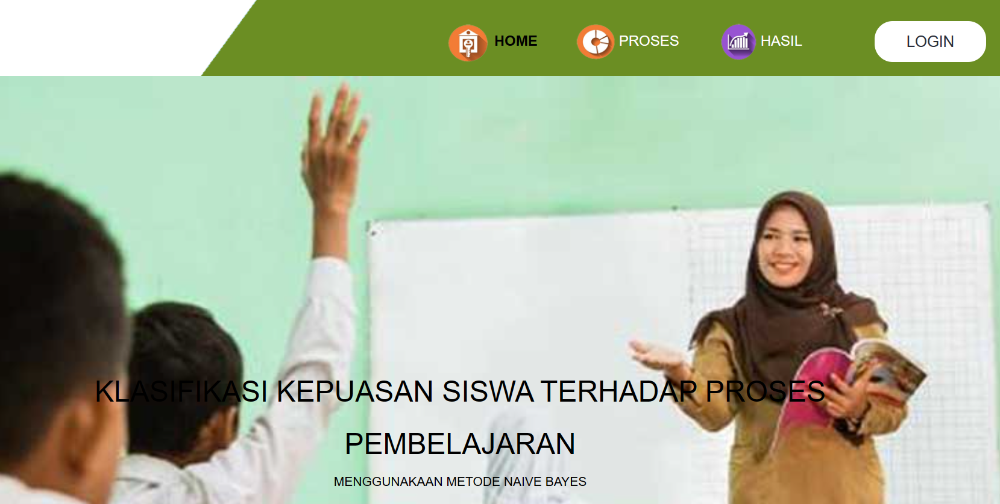 HOME
PROSES
HASIL
LOGIN
KLASIFIKASI KEPUASAN SISWA TERHADAP PROSES
PEMBELAJARAN
MENGGUNAKAAN METODE NAIVE BAYES